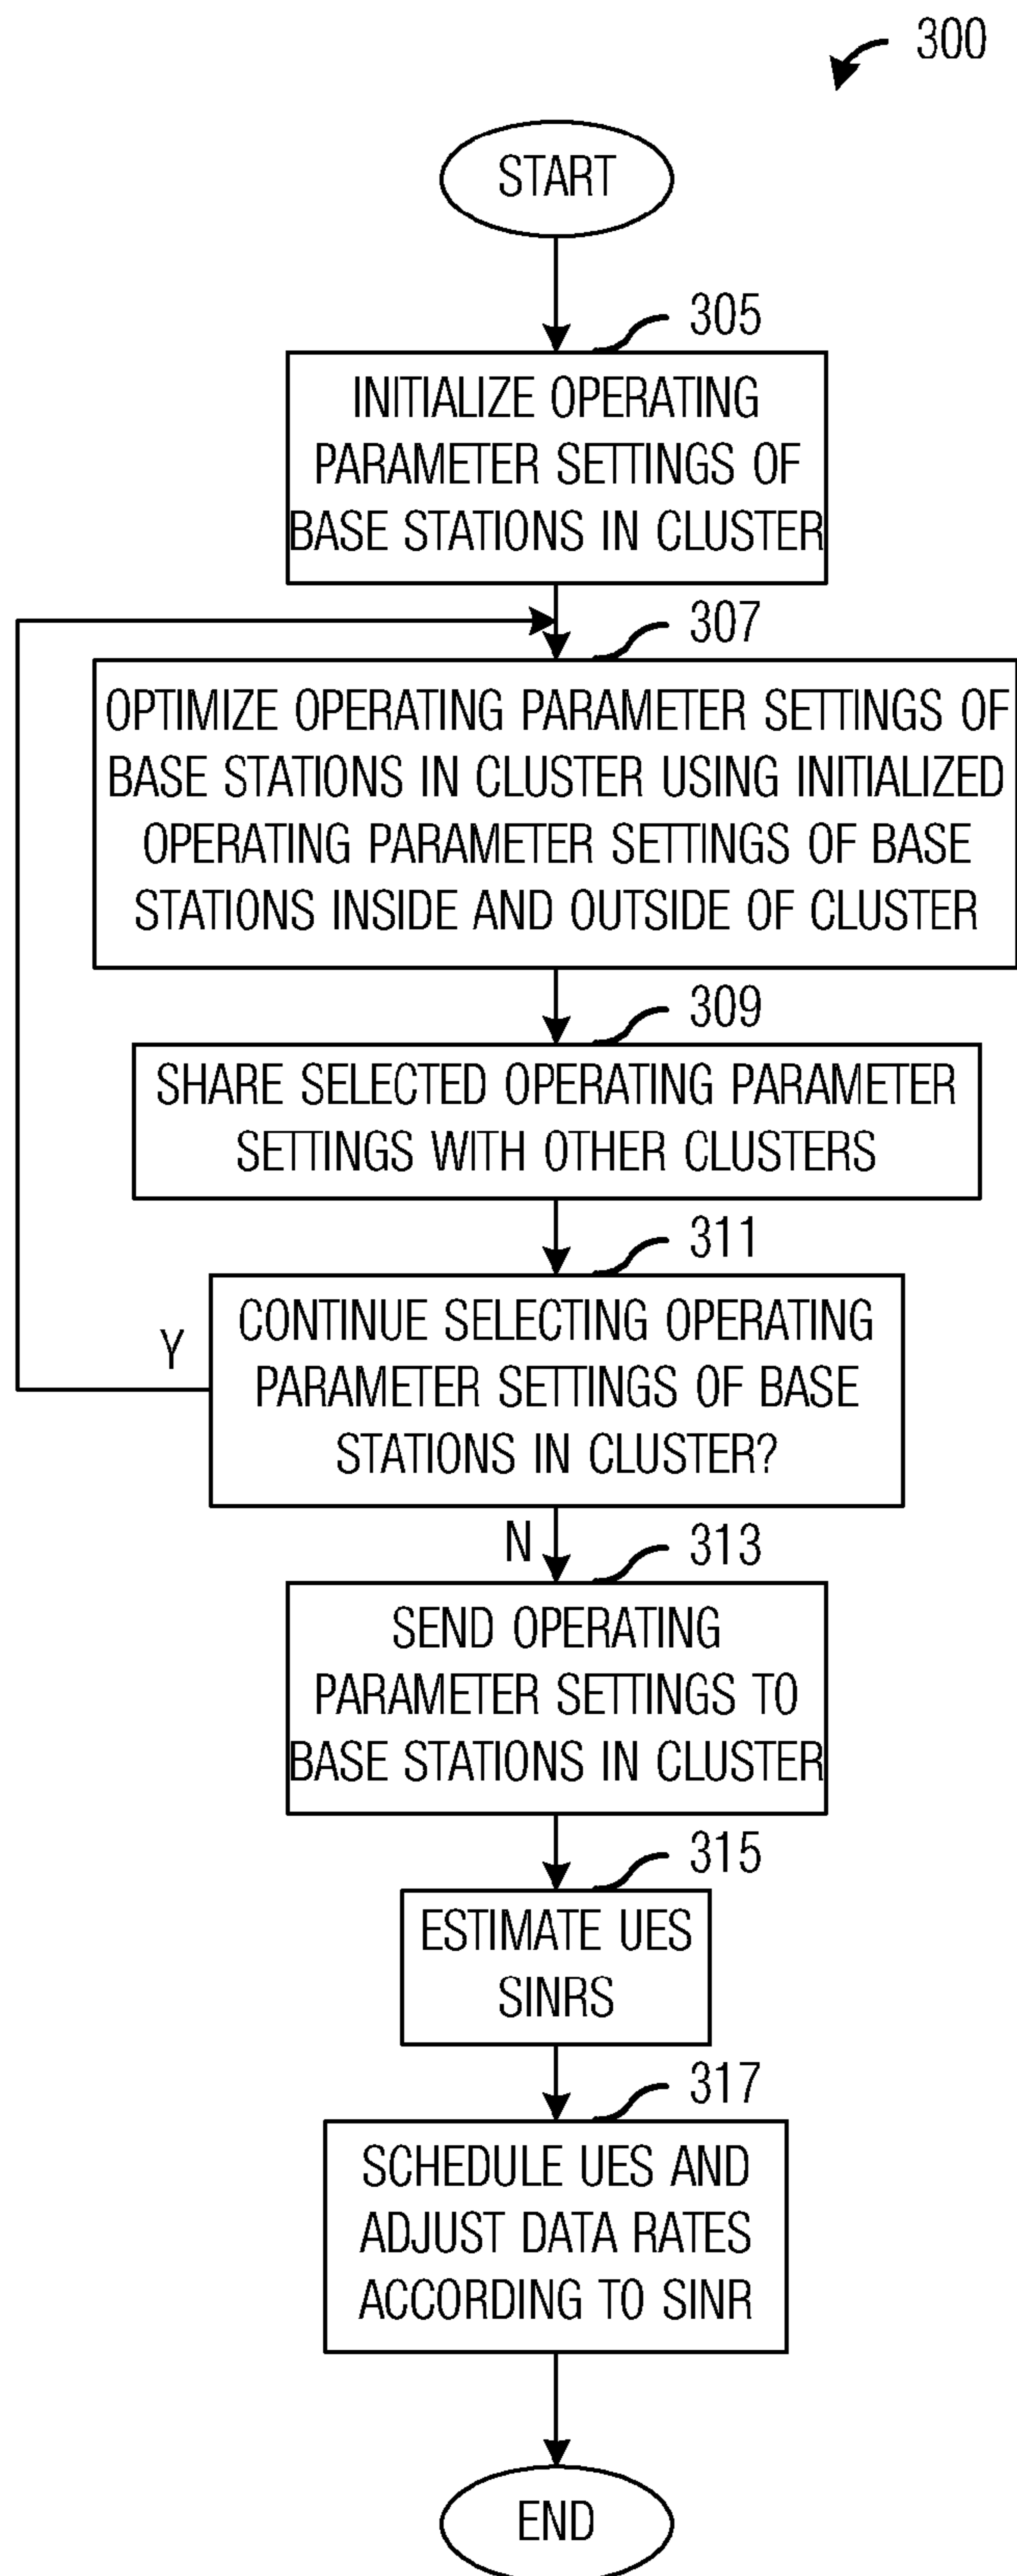 300
START
305
INITIALIZE OPERATING
PARAMETER SETTINGS OF
BASE STATIONS IN CLUSTER
307
OPTIMIZE OPERATING PARAMETER SETTINGS OF
BASE STATIONS IN CLUSTER USING INITIALIZED
OPERATING PARAMETER SETTINGS OF BASE
STATIONS INSIDE AND OUTSIDE OF CLUSTER
309
SHARE SELECTED OPERATING PARAMETER
SETTINGS WITH OTHER CLUSTERS
311
CONTINUE SELECTING OPERATING
PARAMETER SETTINGS OF BASE
STATIONS IN CLUSTER?
Y
N
313
SEND OPERATING
PARAMETER SETTINGS TO
BASE STATIONS IN CLUSTER
315
ESTIMATE UES
SINRS
317
SCHEDULE UES AND
ADJUST DATA RATES
ACCORDING TO SINR
END